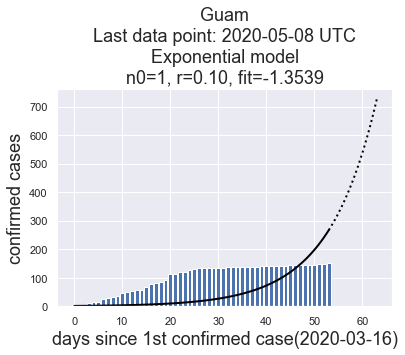 Guam
Last data point: 2020-05-08 UTC
Exponential model
n0=1, r=0.10, fit=-1.3539
confirmed cases
700
600
500
400
300
200
100
0
0 10 20 30 40 50 60
days since 1st confirmed case(2020-03-16)